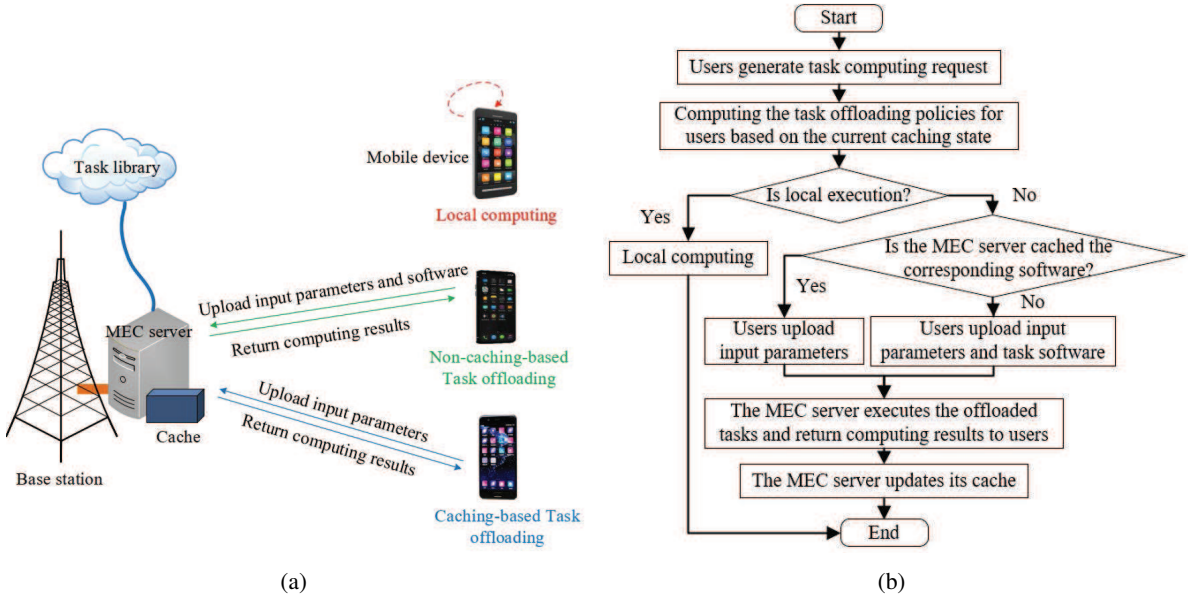 Task library
Mobile device
Local computing
MEC server
Upload input parameters and software
Return computing results
Non-caching-based
Task offloading
Upload input parameters
Return computing results
Cache
Base station
Caching-based Task
offloading
(a)
Start
Users generate task computing request
Computing the task offloading policies for
users based on the current caching state
Is local execution?
Yes
No
Local computing
Is the MEC server cached the
corresponding software?
Yes
No
Users upload
input parameters
Users upload input
parameters and task software
The MEC server executes the offloaded
tasks and return computing results to users
The MEC server updates its cache
End
(b)